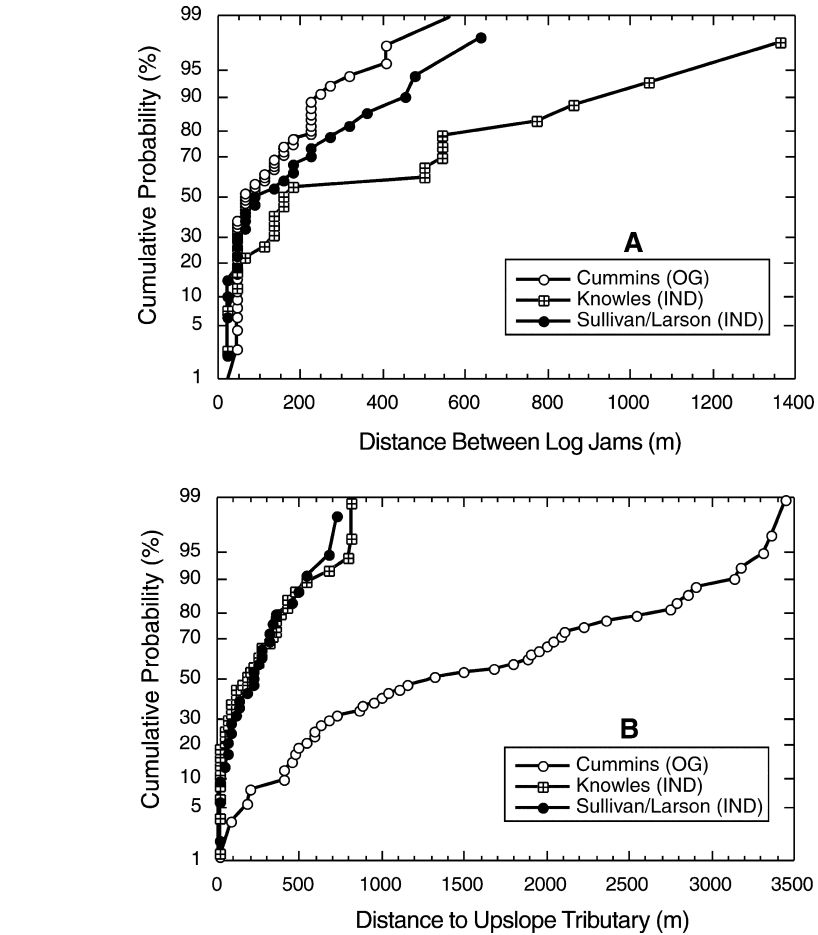 99
95
90
80
70
50
30
20
10
5
1
Cumulative Probability (%)
A
Cummins (OG)
Knowles (IND)
Sullivan/Larson (IND)
0 200 400 600 800 1000 1200 1400
Distance Between Log Jams (m)
99
95
90
80
70
50
30
20
10
5
1
Cumulative Probability (%)
B
Cummins (OG)
Knowles (IND)
Sullivan/Larson (IND)
0 500 1000 1500 2000 2500 3000 3500
Distance to Upslope Tributary (m)